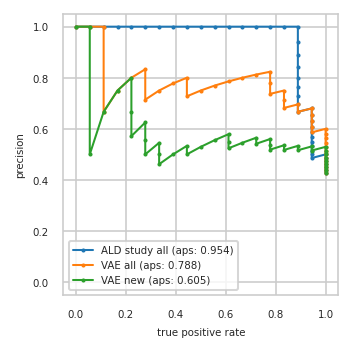 1.0
0.8
0.6
0.4
0.2
0.0
precision
ALD study all (aps: 0.954)
VAE all (aps: 0.788)
VAE new (aps: 0.605)
0.0 0.2 0.4 0.6 0.8 1.0
true positive rate